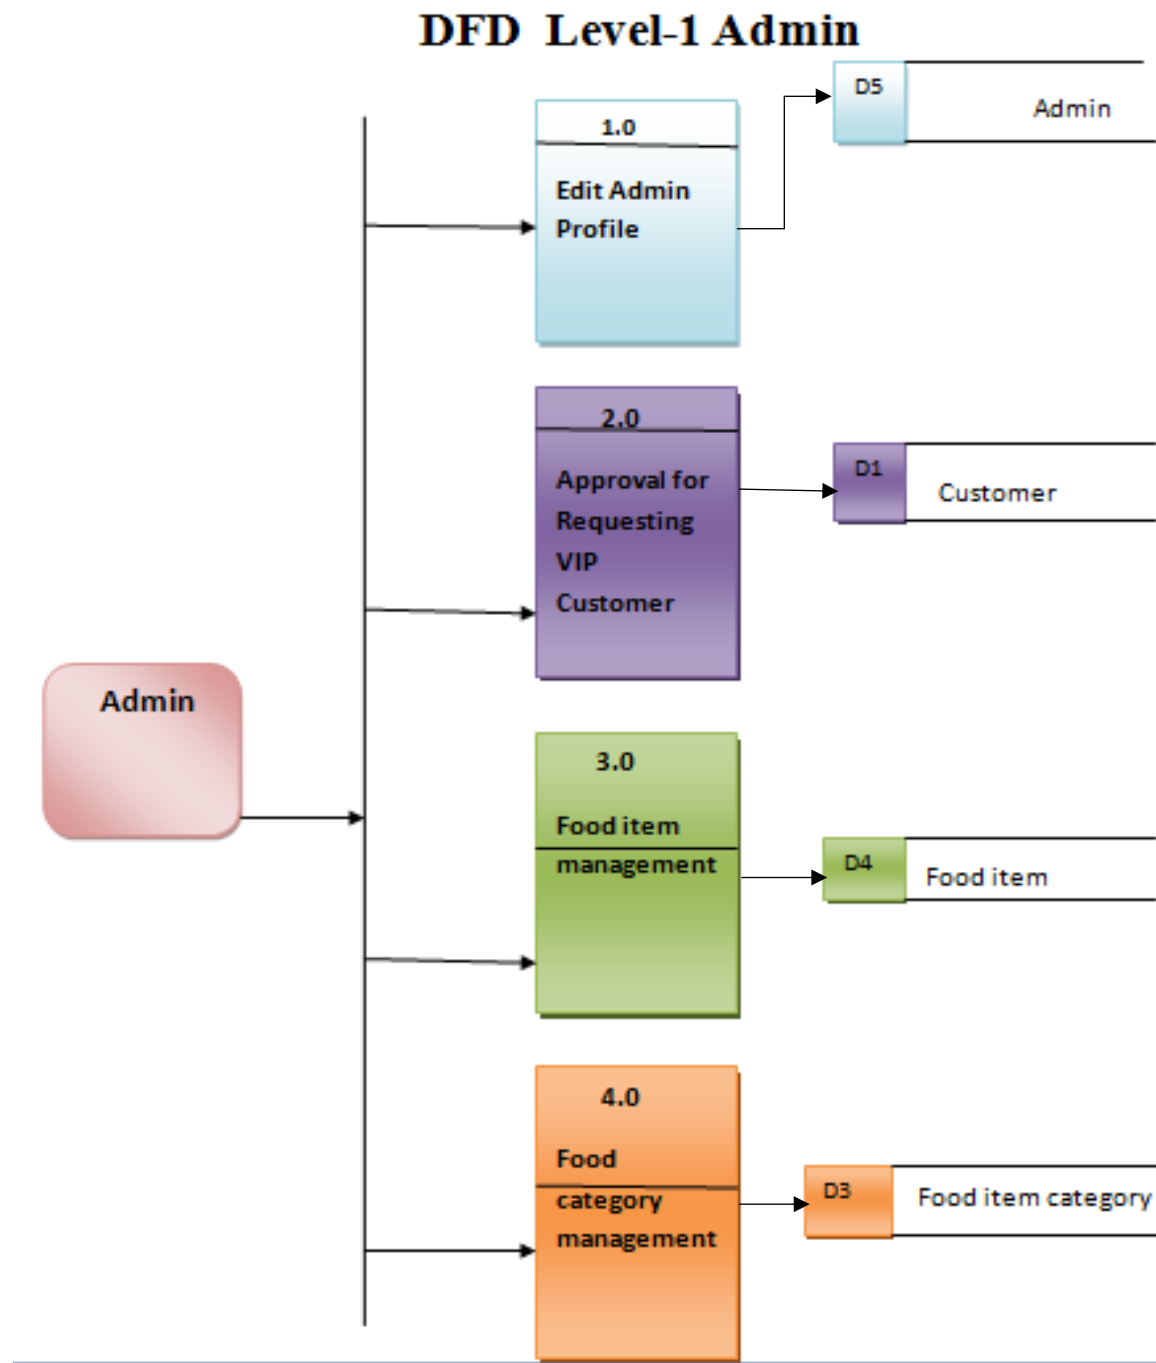 DFD Level-1 Admin
D5
Admin
1.0
Edit Admin
Profile
2.0
Approval for
Requesting
VIP
Customer
D1
Customer
Admin
3.0
Food item
management
D4
Food item
4.0
Food
category
management
D3
Food item category